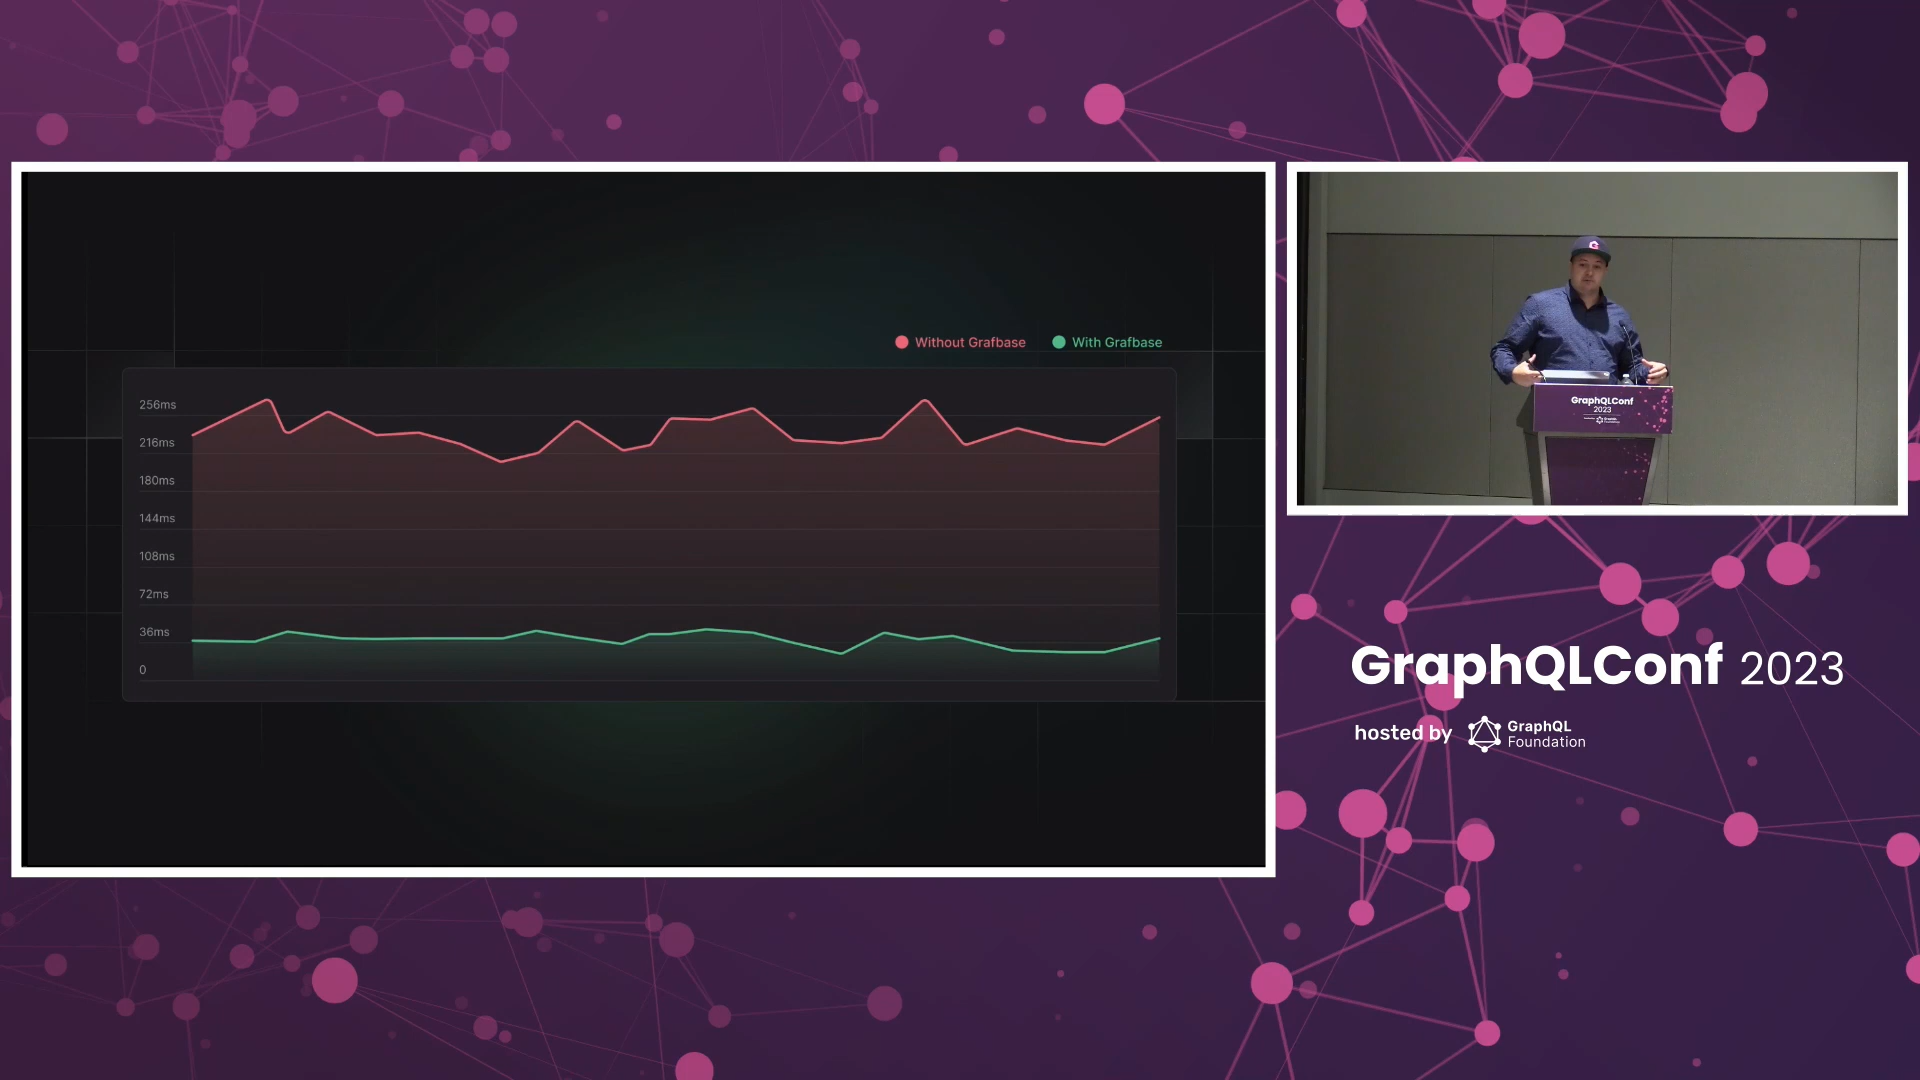 Without Grafbase
With Grafbase
256ms
216ms
180ms
144ms
108ms
72ms
36ms
0
GraphQLConf
2023
GraphQLConf 2023
hosted by GraphQL Foundation